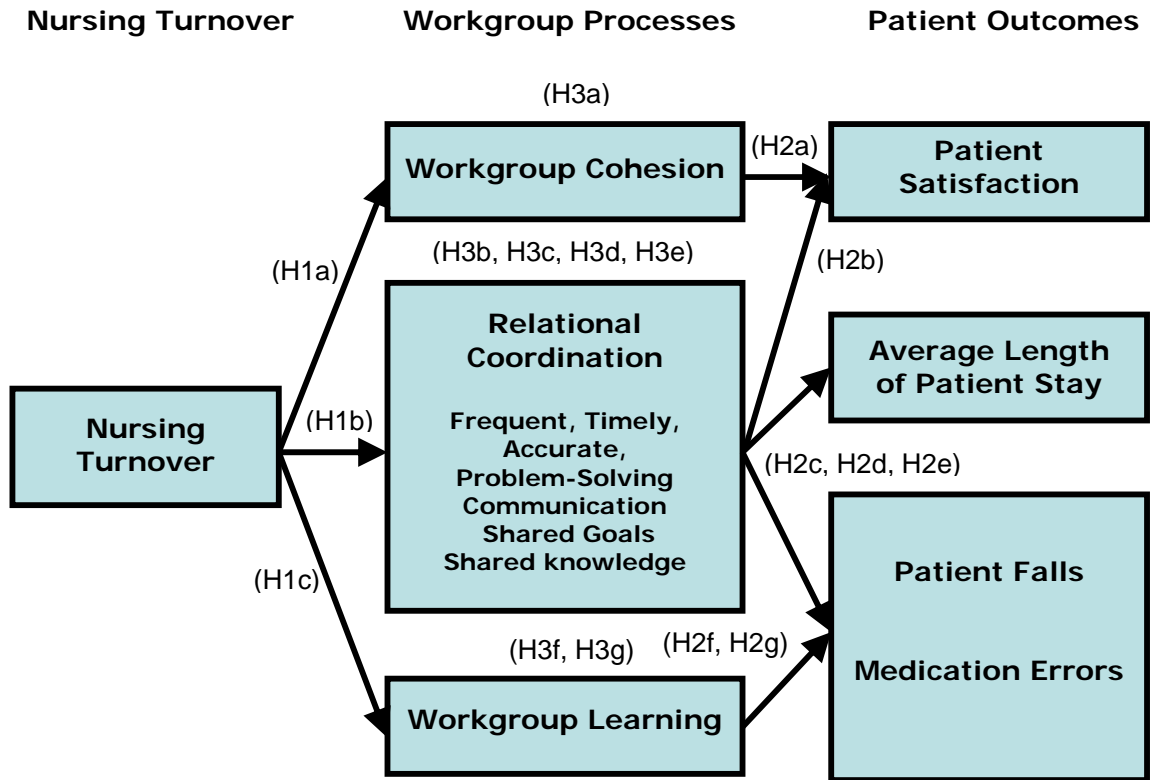 Nursing Turnover
Workgroup Processes
Patient Outcomes
(H3a)
Workgroup Cohesion
(H2a)
Patient
Satisfaction
(H1a)
(H3b, H3c, H3d, H3e)
(H2b)
Relational
Coordination
Frequent, Timely,
Accurate,
Problem-Solving
Communication
Shared Goals
Shared knowledge
Average Length
of Patient Stay
Nursing
Turnover
(H1b)
(H2c, H2d, H2e)
(H1c)
Patient Falls
Medication Errors
(H3f, H3g)
(H2f, H2g)
Workgroup Learning